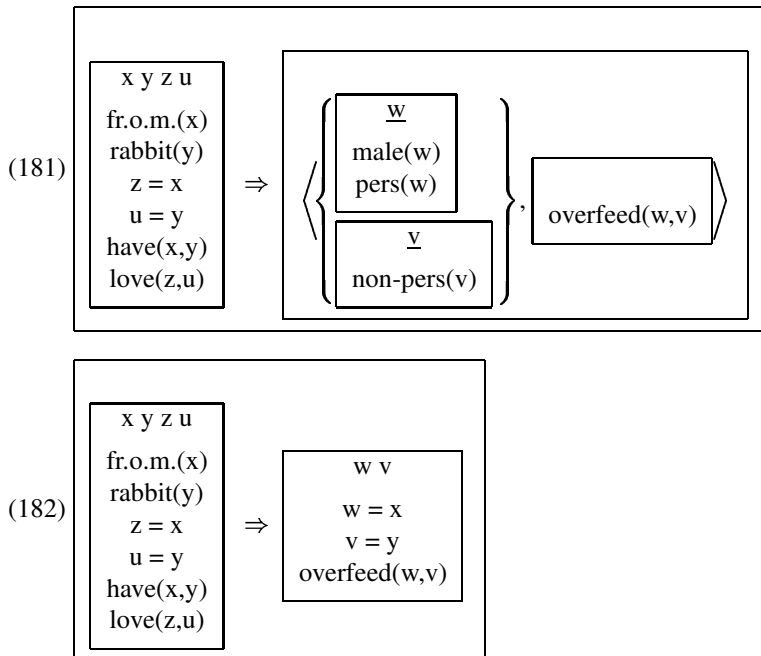 x y z u
fr.o.m.(x)
rabbit(y)
(181) z = x ⇒
u = y
have(x,y)
love(z,u)
w
male(w)
pers(w)
v
non-pers(v)
,
overfeed(w,v)
x y z u
fr.o.m.(x)
rabbit(y)
(182) z = x ⇒
u = y
have(x,y)
love(z,u)
w v
w = x
v = y
overfeed(w,v)